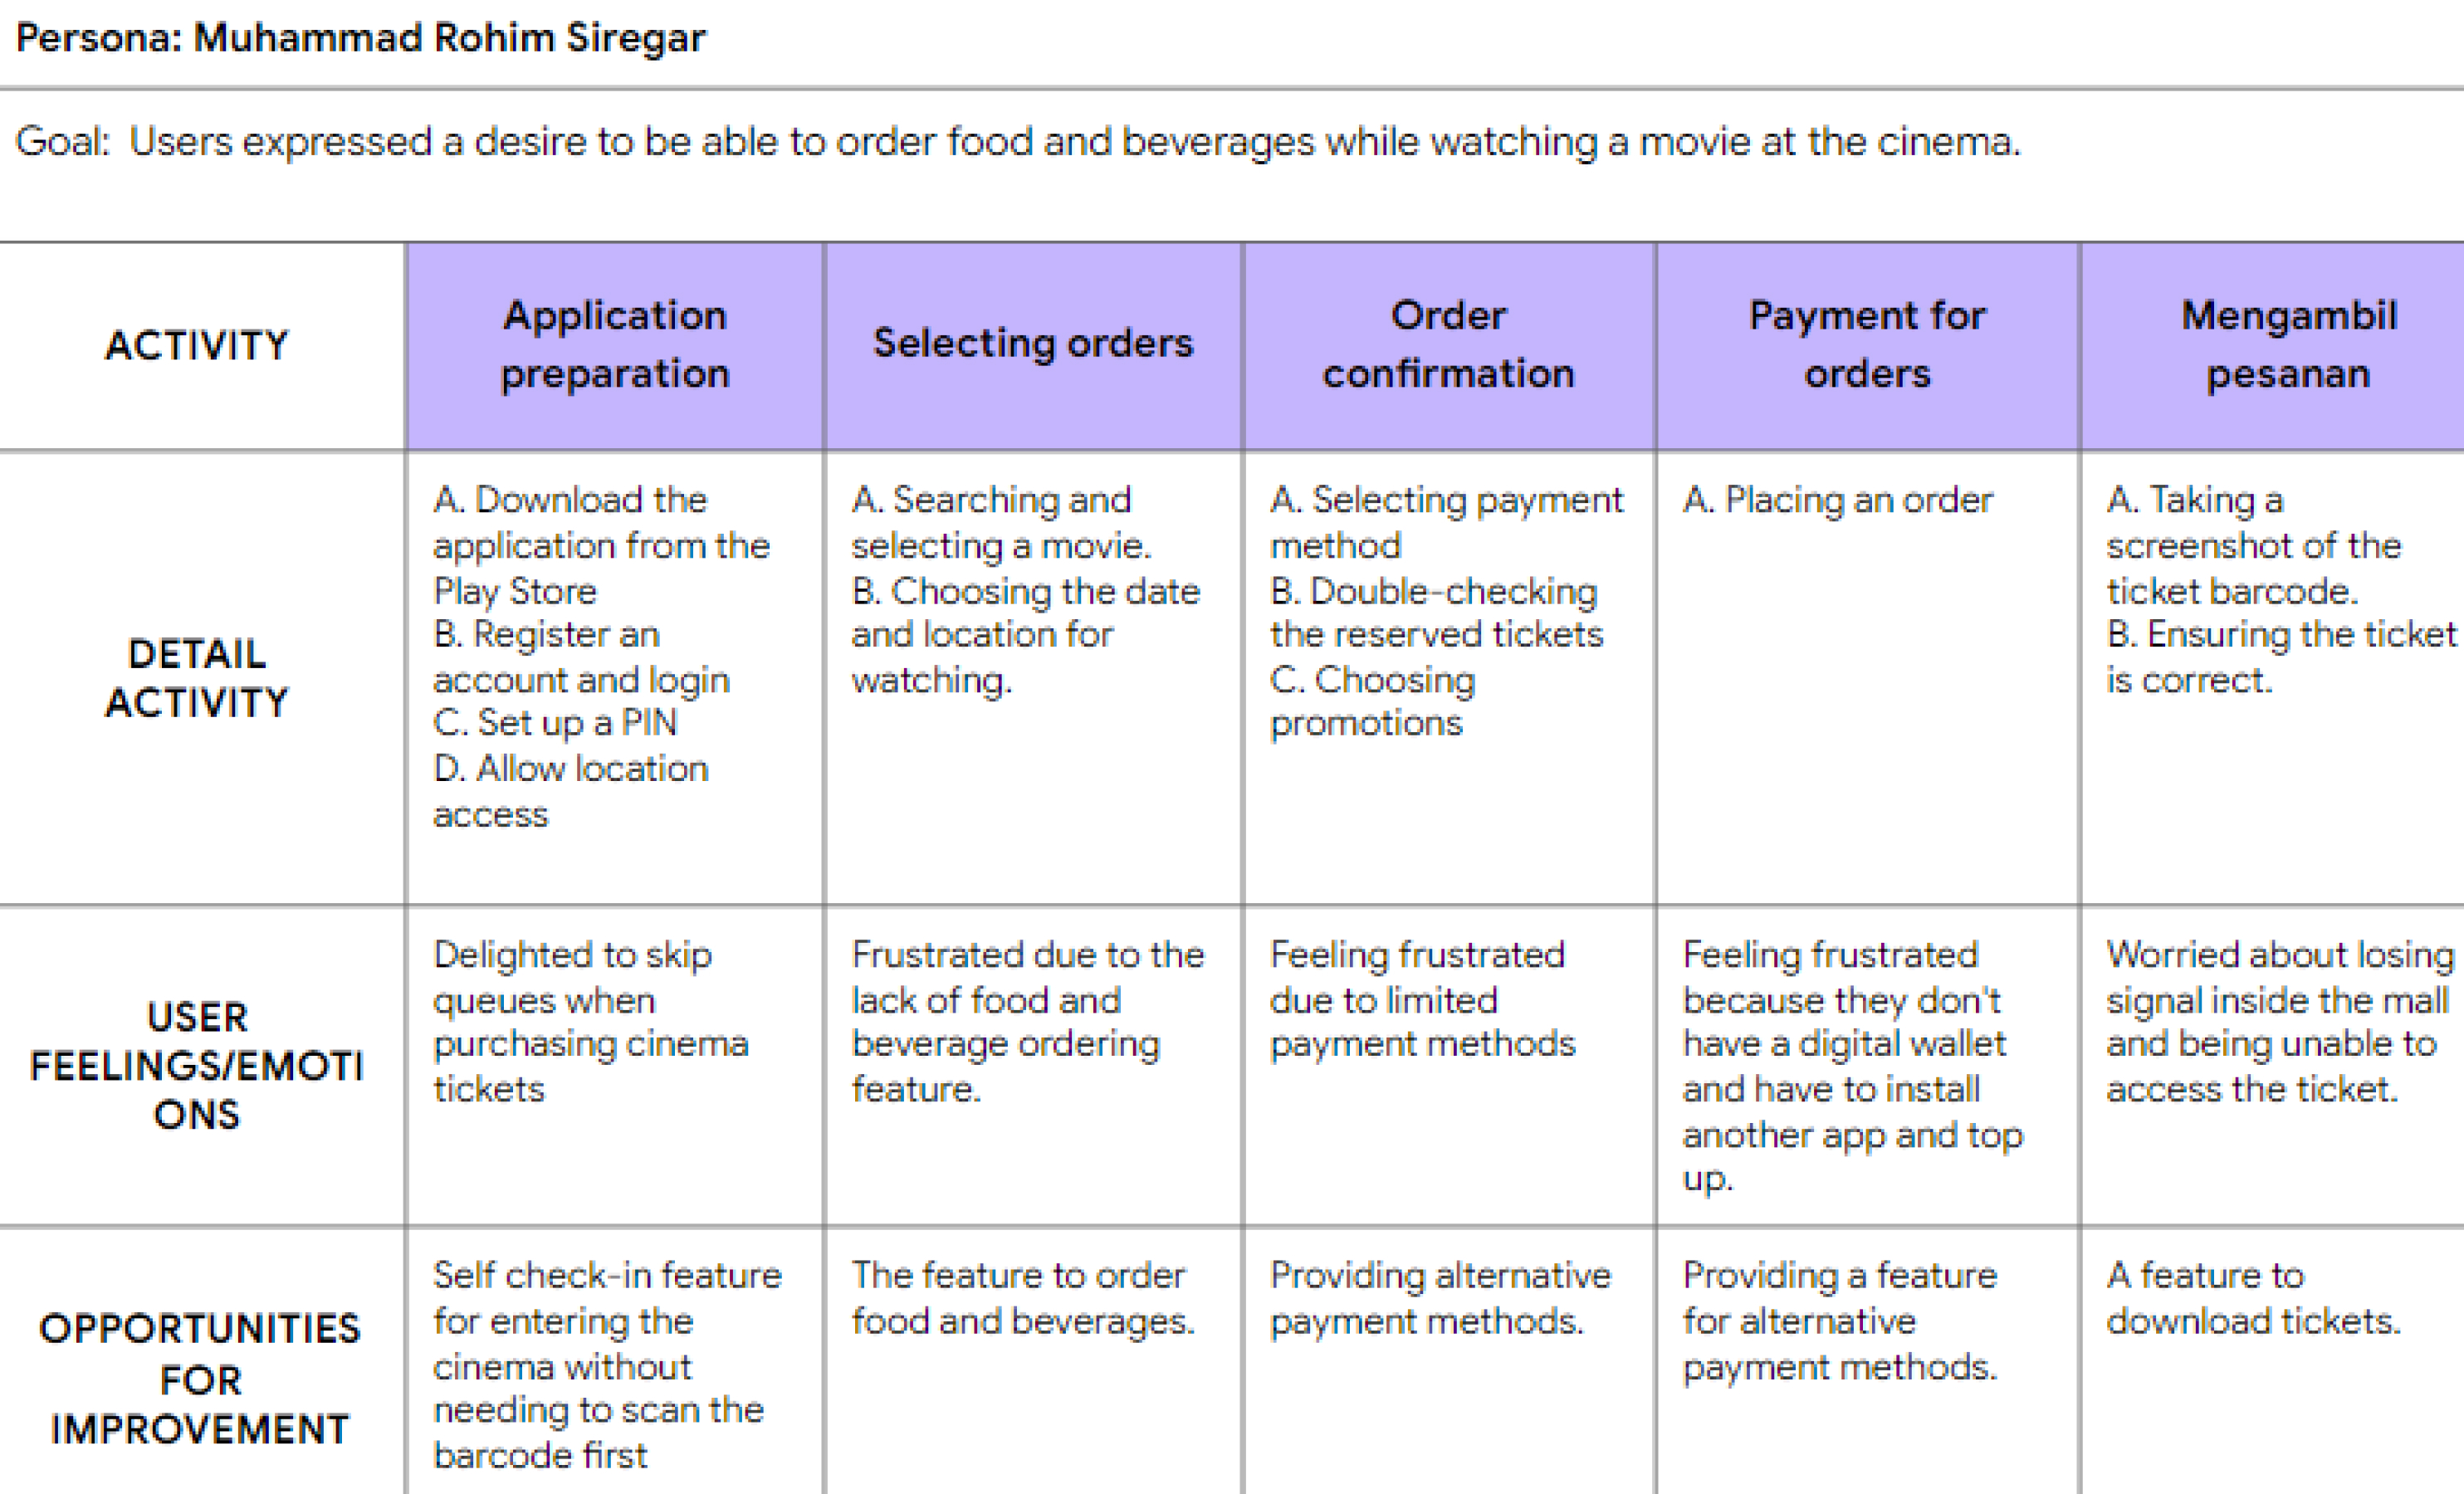 Persona: Muhammad Rohim Siregar
Goal: Users expressed a desire to be able to order food and beverages while watching a movie at the cinema.
ACTIVITY
Application
preparation
Selecting orders
Order
confirmation
Payment for
orders
Mengambil
pesanan
DETAIL
ACTIVITY
A. Download the
application from the
Play Store
B. Register an
account and login
C. Set up a PIN
D. Allow location
access
A. Searching and
selecting a movie.
B. Choosing the date
and location for
watching.
A. Selecting payment
method
B. Double-checking
the reserved tickets
C. Choosing
promotions
A. Placing an order
A. Taking a
screenshot of the
ticket barcode.
B. Ensuring the ticket
is correct.
USER
FEELINGS/EMOTI
ONS
Delighted to skip
queues when
purchasing cinema
tickets
Frustrated due to the
lack of food and
beverage ordering
feature.
Feeling frustrated
due to limited
payment methods
Feeling frustrated
because they don't
have a digital wallet
and have to install
another app and top
up.
Worried about losing
signal inside the mall
and being unable to
access the ticket.
OPPORTUNITIES
FOR
IMPROVEMENT
Self check-in feature
for entering the
cinema without
needing to scan the
barcode first
The feature to order
food and beverages.
Providing alternative
payment methods.
Providing a feature
for alternative
payment methods.
A feature to
download tickets.